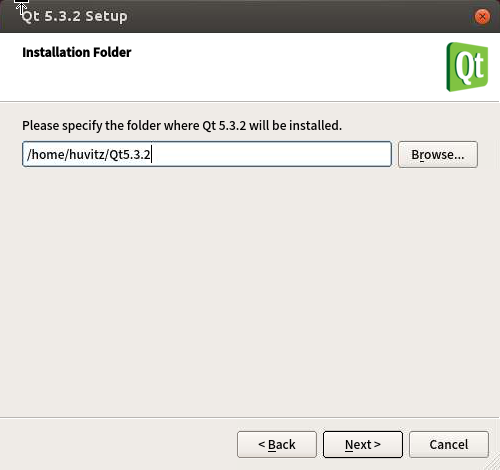 Qt 5.3.2 Setup
Installation Folder
Qt
Please specify the folder where Qt 5.3.2 will be installed.
/home/huvitz/Qt5.3.2
Browse...
< Back
Next >
Cancel